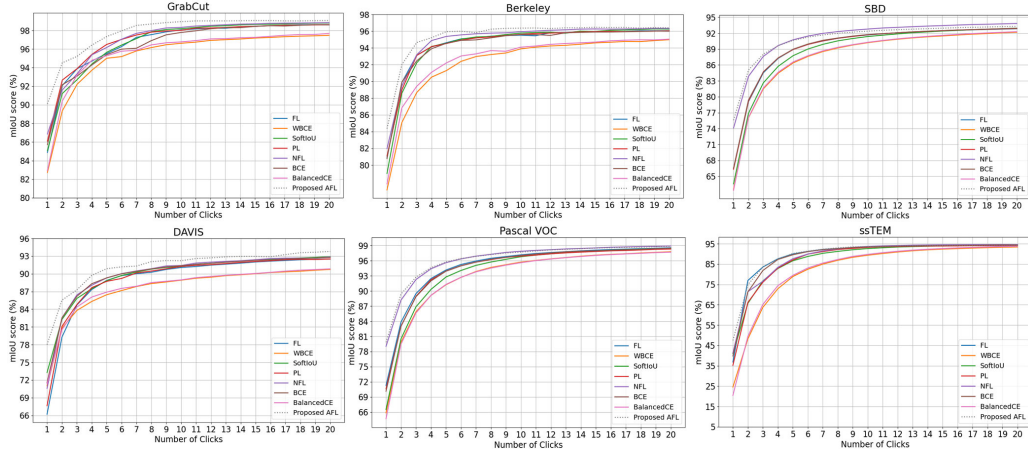 GrabCut
mIoU score (%)
98
96
94
92
90
88
86
84
82
80
FL
WBCE
SoftIoU
PL
NFL
BCE
BalancedCE
Proposed AFL
1 2 3 4 5 6 7 8 9 10 11 12 13 14 15 16 17 18 19 20
Number of Clicks
Berkeley
mIoU score (%)
98
96
94
92
90
88
86
84
82
80
FL
WBCE
SoftIoU
PL
NFL
BCE
BalancedCE
Proposed AFL
1 2 3 4 5 6 7 8 9 10 11 12 13 14 15 16 17 18 19 20
Number of Clicks
SBD
mIoU score (%)
95
92
89
86
83
80
77
74
71
68
65
FL
WBCE
SoftIoU
PL
NFL
BCE
BalancedCE
Proposed AFL
1 2 3 4 5 6 7 8 9 10 11 12 13 14 15 16 17 18 19 20
Number of Clicks
DAVIS
mIoU score (%)
96
93
90
87
84
81
78
75
72
69
66
FL
WBCE
SoftIoU
PL
NFL
BCE
BalancedCE
Proposed AFL
1 2 3 4 5 6 7 8 9 10 11 12 13 14 15 16 17 18 19 20
Number of Clicks
Pascal VOC
mIoU score (%)
99
96
93
90
87
84
81
78
75
72
69
66
FL
WBCE
SoftIoU
PL
NFL
BCE
BalancedCE
Proposed AFL
1 2 3 4 5 6 7 8 9 10 11 12 13 14 15 16 17 18 19 20
Number of Clicks
ssTEM
mIoU score (%)
95
85
75
65
55
45
35
25
15
5
FL
WBCE
SoftIoU
PL
NFL
BCE
BalancedCE
Proposed AFL
1 2 3 4 5 6 7 8 9 10 11 12 13 14 15 16 17 18 19 20
Number of Clicks